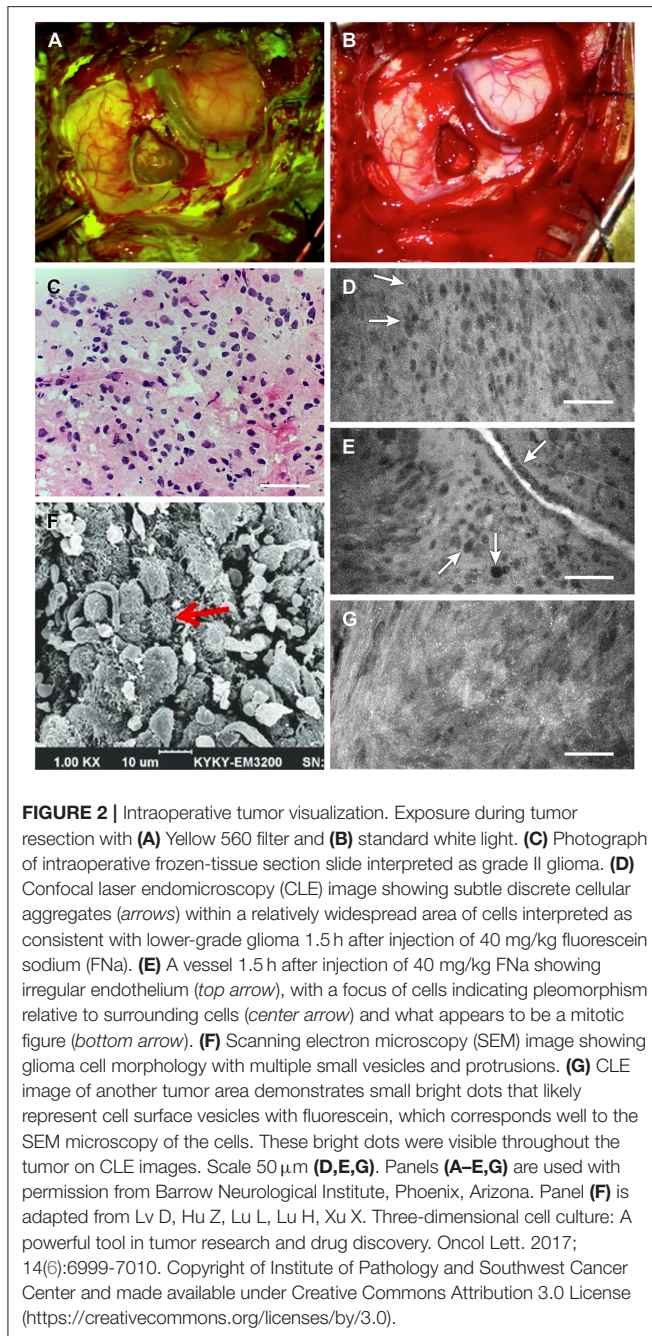 A
B
C
D
E
F
G
1.00 KX 10 um KYKY-EM3200 SN:
FIGURE 2 | Intraoperative tumor visualization. Exposure during tumor
resection with (A) Yellow 560 filter and (B) standard white light. (C) Photograph
of intraoperative frozen-tissue section slide interpreted as grade II glioma. (D)
Confocal laser endomicroscopy (CLE) image showing subtle discrete cellular
aggregates (arrows) within a relatively widespread area of cells interpreted as
consistent with lower-grade glioma 1.5 h after injection of 40 mg/kg fluorescein
sodium (FNa). (E) A vessel 1.5 h after injection of 40 mg/kg FNa showing
irregular endothelium (top arrow), with a focus of cells indicating pleomorphism
relative to surrounding cells (center arrow) and what appears to be a mitotic
figure (bottom arrow). (F) Scanning electron microscopy (SEM) image showing
glioma cell morphology with multiple small vesicles and protrusions. (G) CLE
image of another tumor area demonstrates small bright dots that likely
represent cell surface vesicles with fluorescein, which corresponds well to the
SEM microscopy of the cells. These bright dots were visible throughout the
tumor on CLE images. Scale 50 μm (D,E,G). Panels (A–E,G) are used with
permission from Barrow Neurological Institute, Phoenix, Arizona. Panel (F) is
adapted from Lv D, Hu Z, Lu L, Lu H, Xu X. Three-dimensional cell culture: A
powerful tool in tumor research and drug discovery. Oncol Lett. 2017;
14(6):6999-7010. Copyright of Institute of Pathology and Southwest Cancer
Center and made available under Creative Commons Attribution 3.0 License
(https://creativecommons.org/licenses/by/3.0).